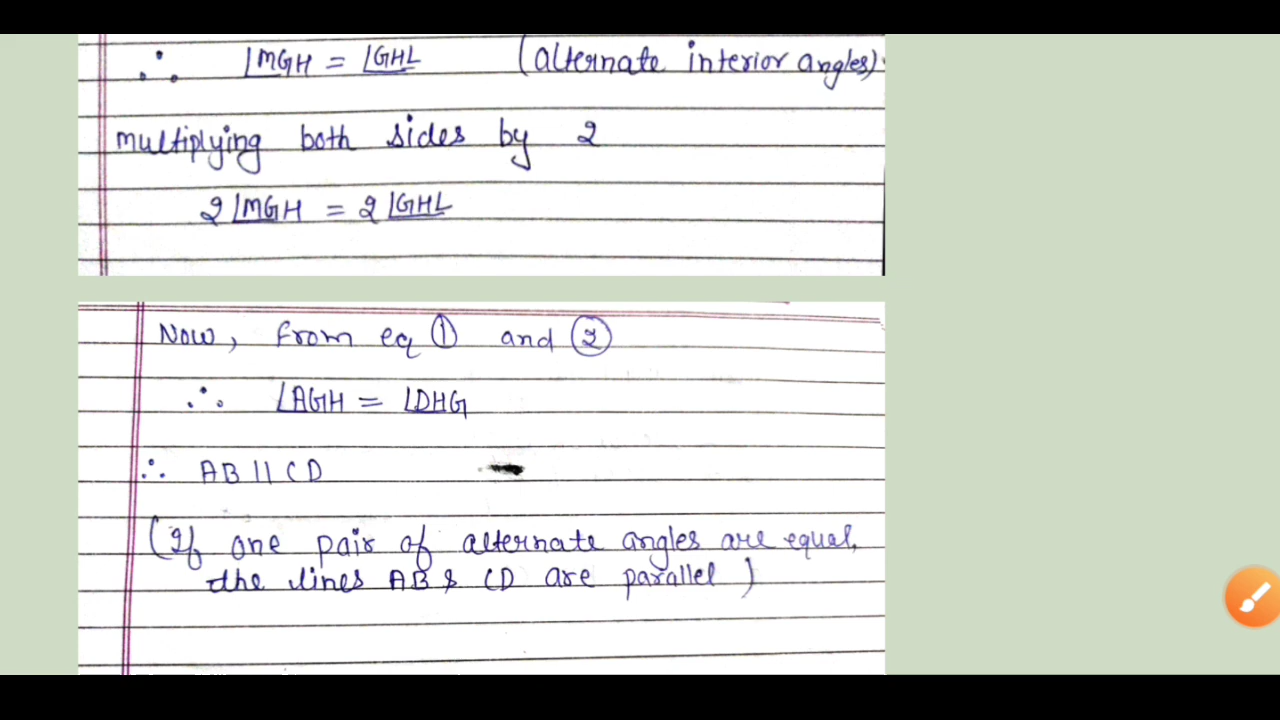 ∴ ∠MGH = ∠GHL (alternate interior angles).
multiplying both sides by 2
2∠MGH = 2∠GHL
Now, from eq ① and ②
∴ ∠AGH = ∠DHG
∴ AB || CD
(If one pair of alternate angles are equal,
the lines AB & CD are parallel)